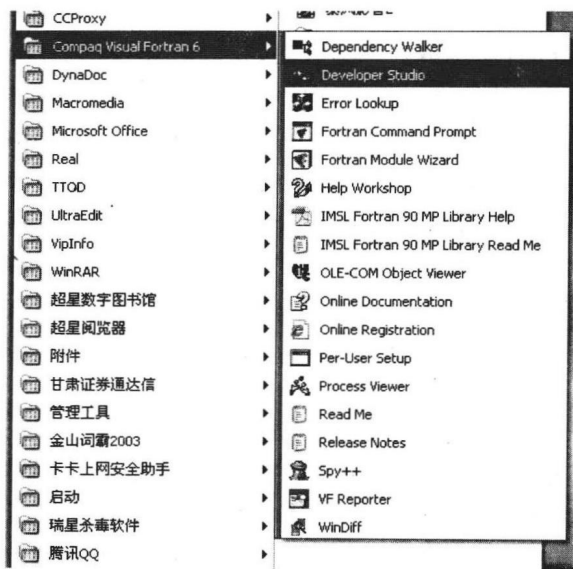 CCProxy
Compaq Visual Fortran 6
DynaDoc
Macromedia
Microsoft Office
Real
TTOD
UltraEdit
VipInfo
WinRAR
超星数字图书馆
超星阅览器
附件
甘肃证券通达信
管理工具
金山词霸2003
卡卡上网安全助手
启动
瑞星杀毒软件
腾讯QQ
Dependency Walker
Developer Studio
Error Lookup
Fortran Command Prompt
Fortran Module Wizard
Help Workshop
IMSL Fortran 90 MP Library Help
IMSL Fortran 90 MP Library Read Me
OLE-COM Object Viewer
Online Documentation
Online Registration
Per-User Setup
Process Viewer
Read Me
Release Notes
Spy++
VF Reporter
WinDiff